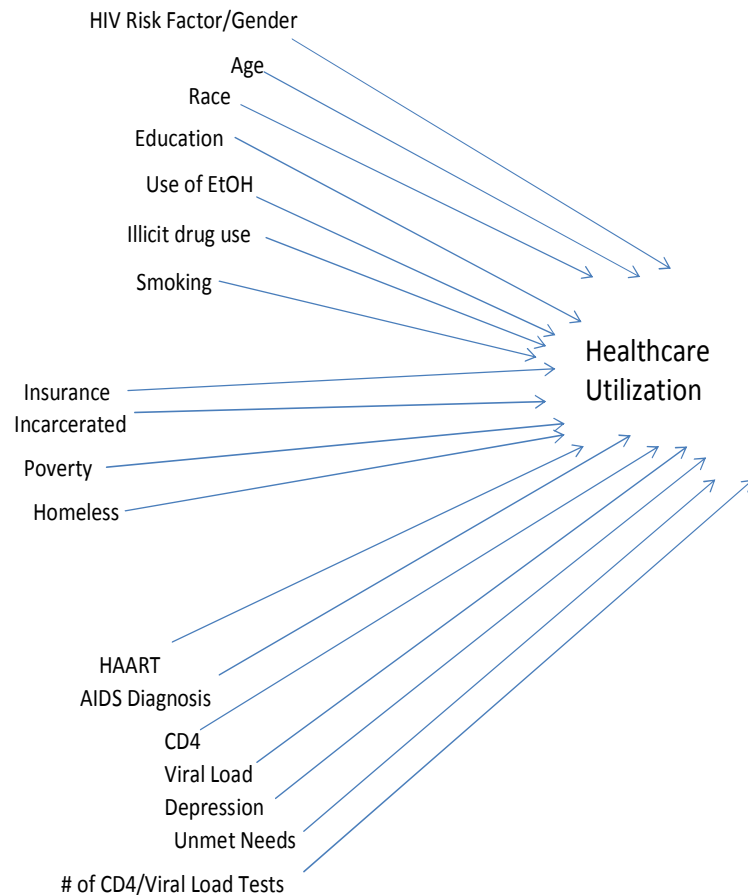 HIV Risk Factor/Gender
Age
Race
Education
Use of EtOH
Illicit drug use
Smoking
Healthcare
Utilization
Insurance
Incarcerated
Poverty
Homeless
HAART
AIDS Diagnosis
CD4
Viral Load
Depression
Unmet Needs
# of CD4/Viral Load Tests